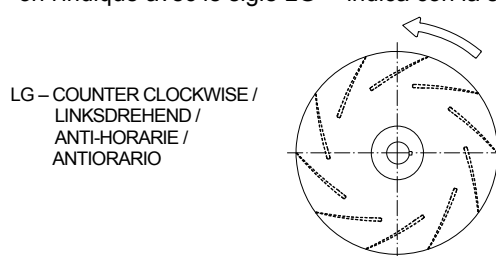 LG – COUNTER CLOCKWISE /
LINKSDREHEND /
ANTI-HORARIE /
ANTIORARIO